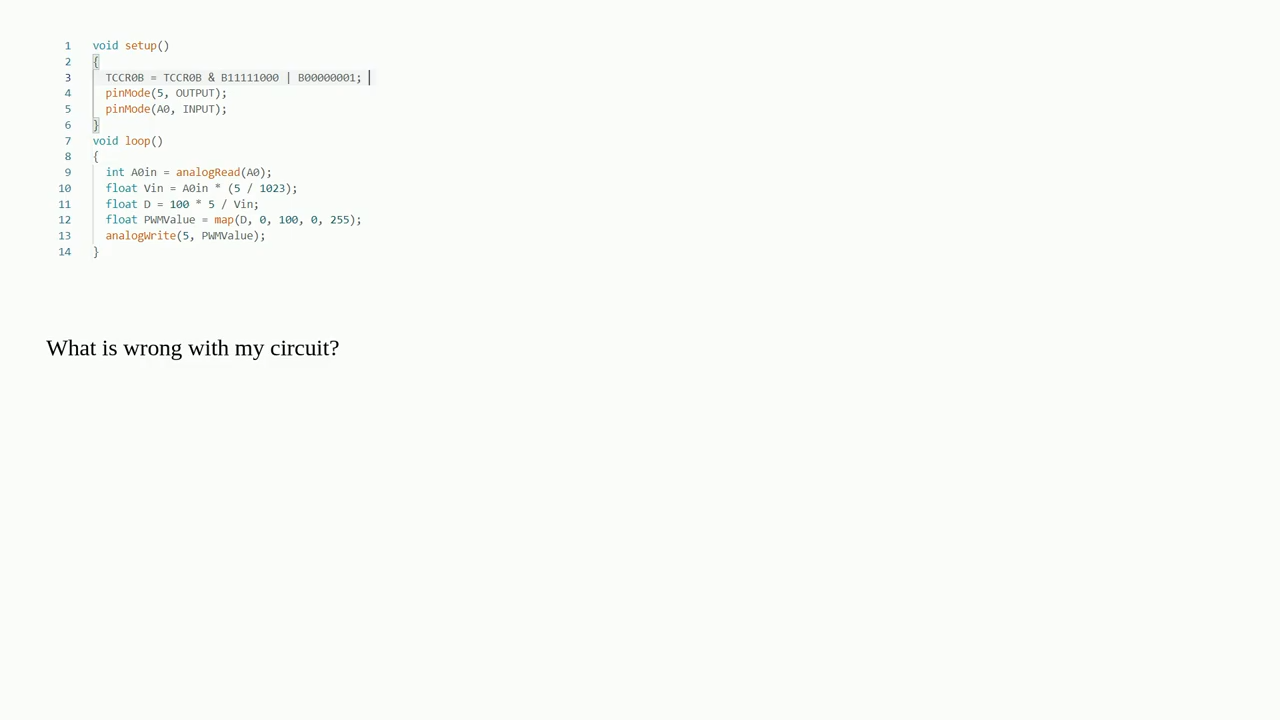 1 void setup()
2 {
3 TCCR0B = TCCR0B & B11111000 | B00000001;
4 pinMode(5, OUTPUT);
5 pinMode(A0, INPUT);
6 }
7 void loop()
8 {
9 int A0in = analogRead(A0);
10 float Vin = A0in * (5 / 1023);
11 float D = 100 * 5 / Vin;
12 float PWMValue = map(D, 0, 100, 0, 255);
13 analogWrite(5, PWMValue);
14 }
What is wrong with my circuit?